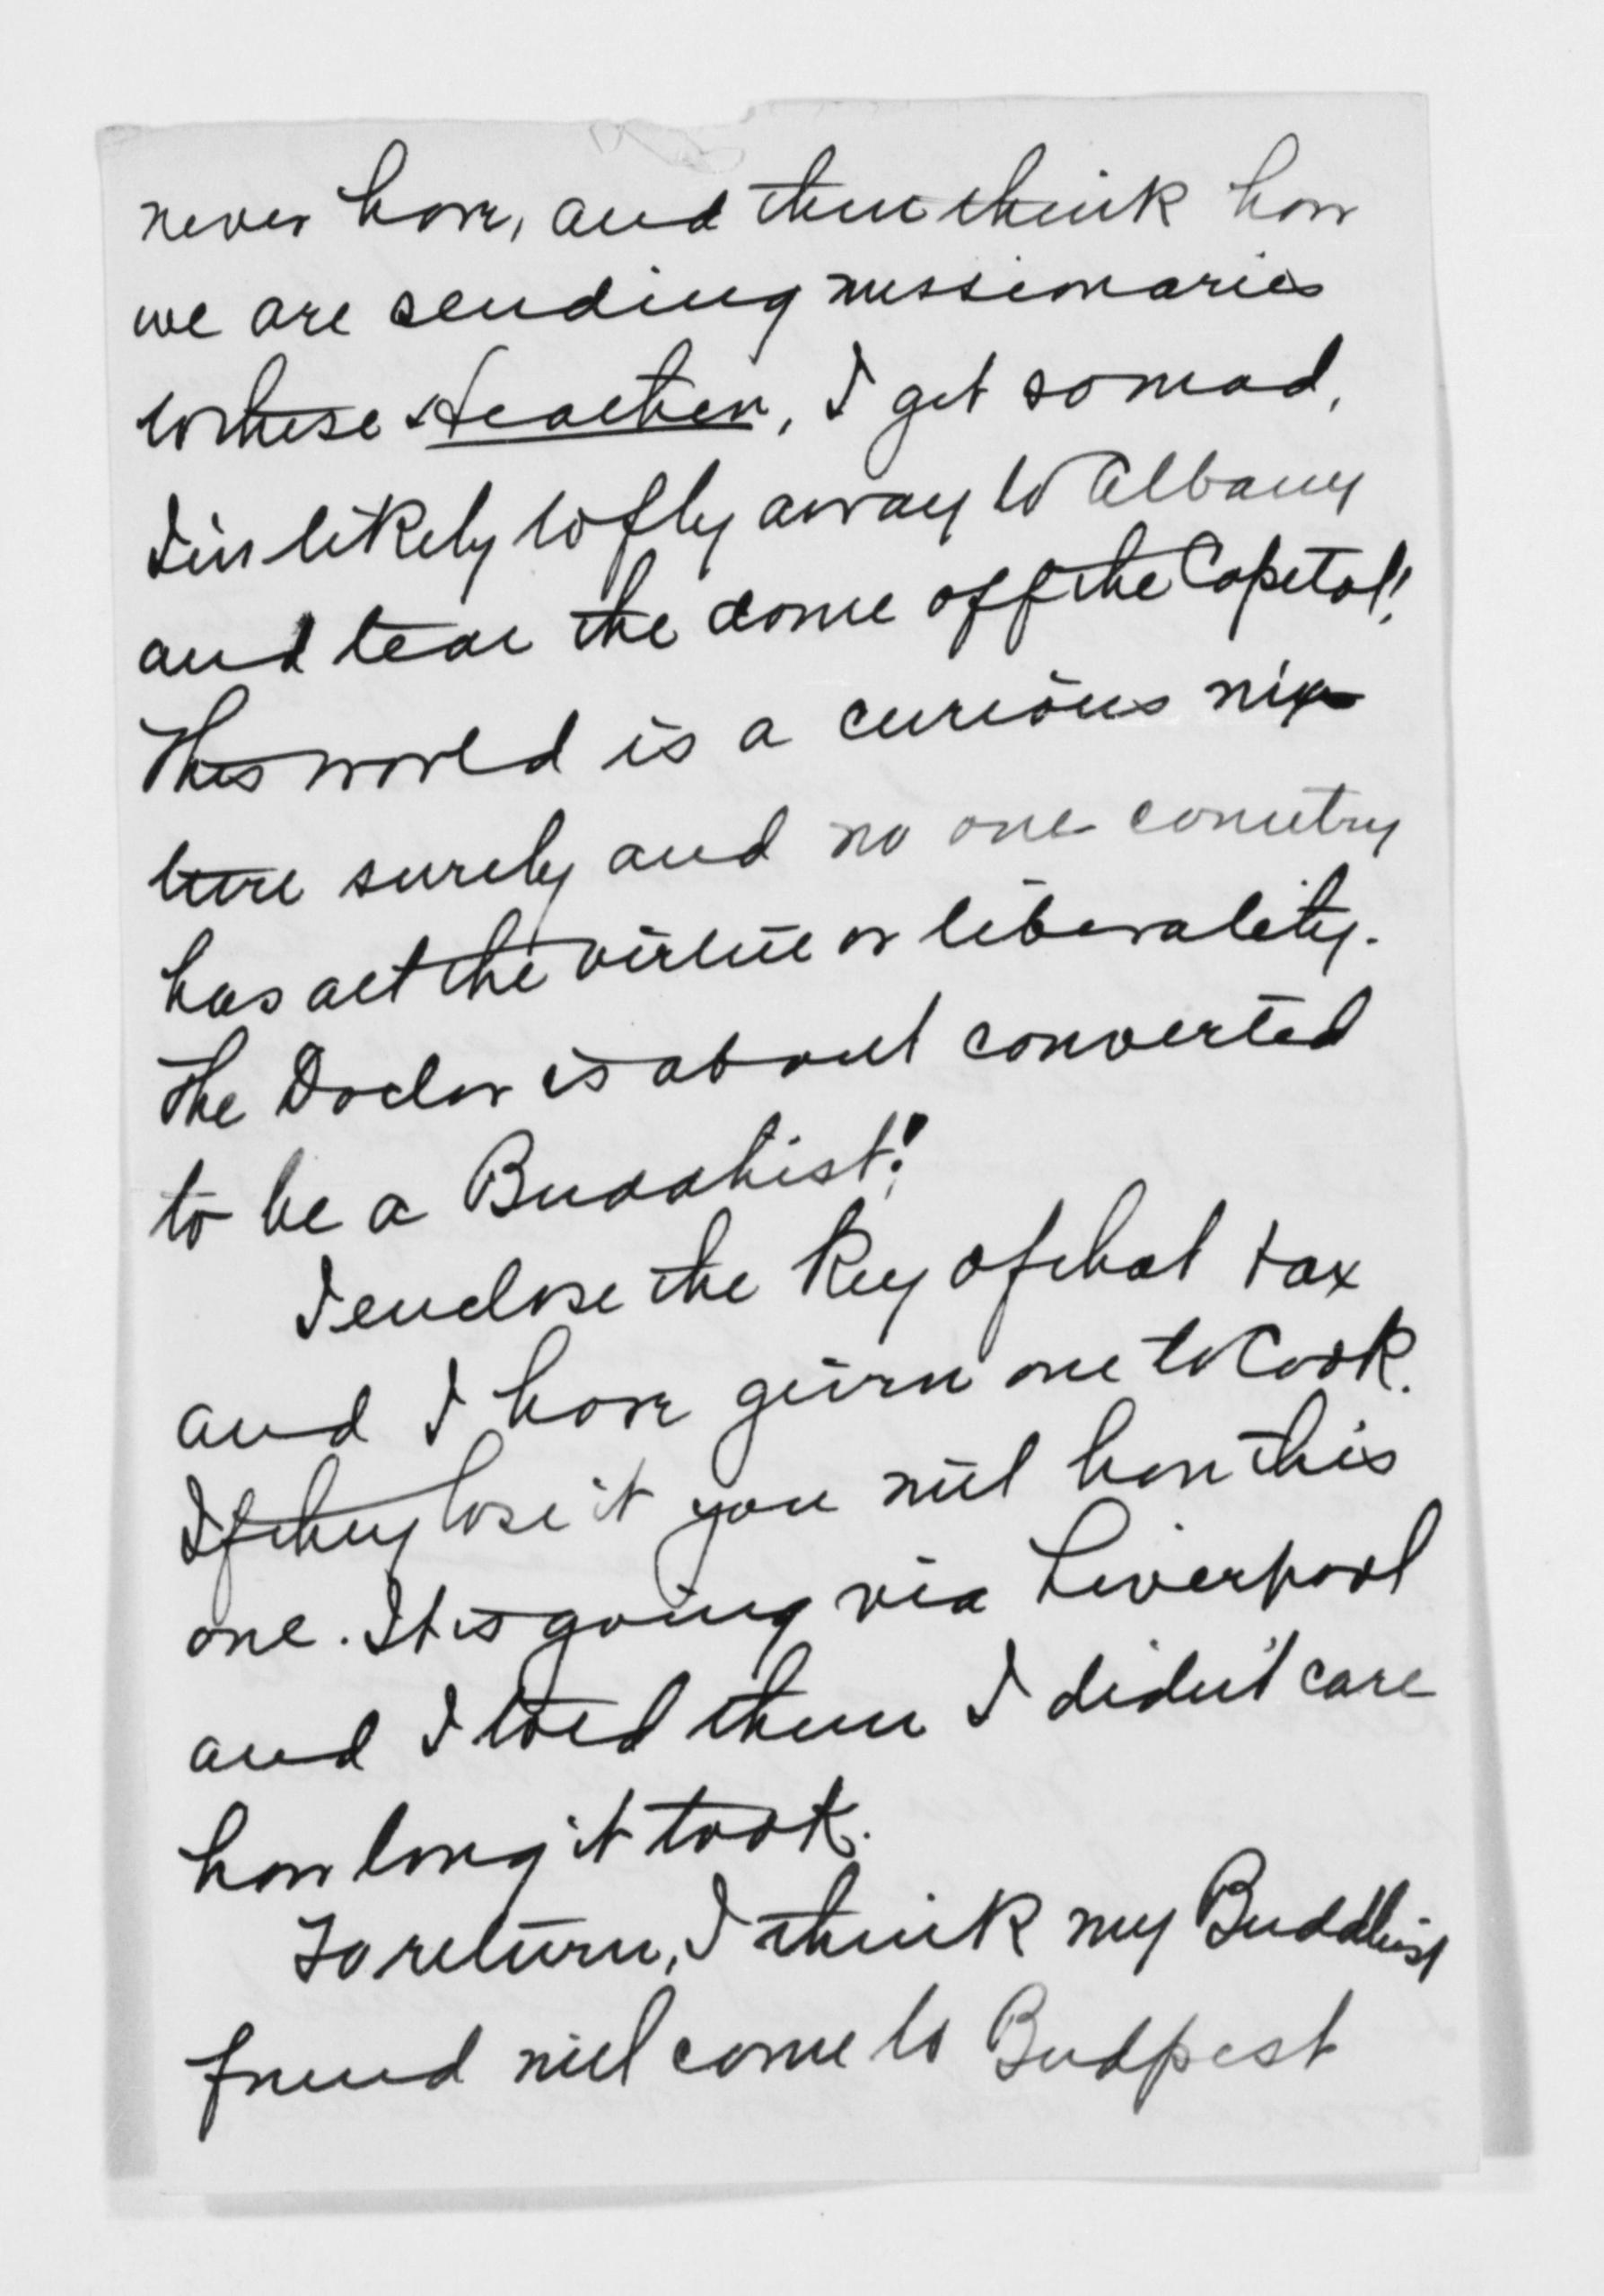 never have, and then think how
we are sending missionaries
to these Heathen, I get so mad,
I'm likely to fly away to Albany
and tear the dome off the Capitol!
This world is a curious mix-
ture surely and no one country
has all the virtue or liberality.
The Doctor is about converted
to be a Buddhist!
I enclose the key of that box
and I have given one to Cook.
If they lose it you will have this
one. It is going via Liverpool
and I told them I didn't care
how long it took.
To return, I think my Buddhist
friend will come to Budpest